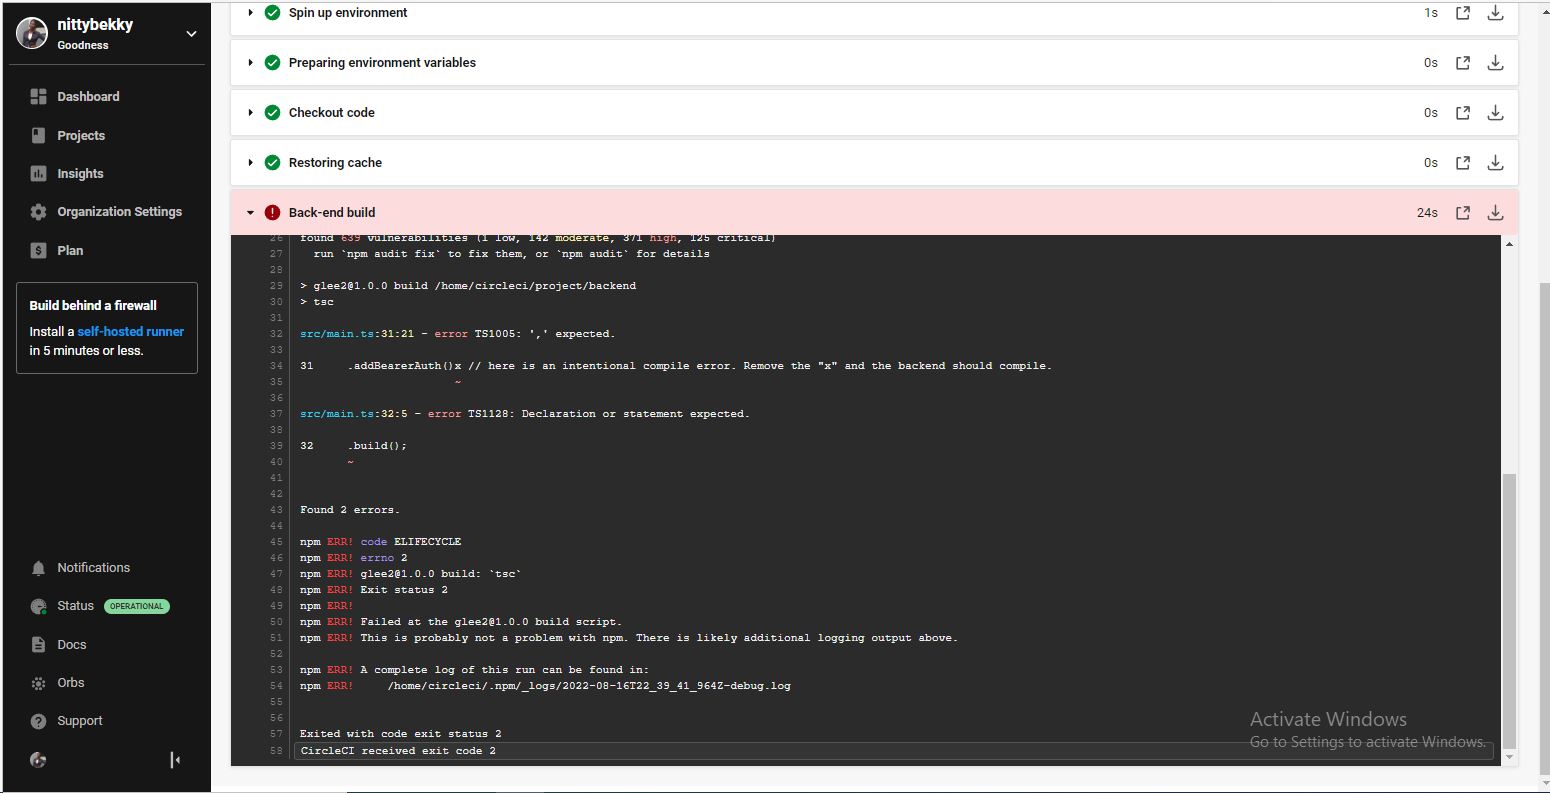 nittybekky
Goodness
Dashboard
Projects
Insights
Organization Settings
Plan
Build behind a firewall
Install a self-hosted runner
in 5 minutes or less.
Notifications
Status OPERATIONAL
Docs
Orbs
Support
Spin up environment 1s
Preparing environment variables 0s
Checkout code 0s
Restoring cache 0s
Back-end build 24s
26 found 639 vulnerabilities (1 low, 142 moderate, 371 high, 125 critical)
27 run `npm audit fix` to fix them, or `npm audit` for details
28
29 > glee2@1.0.0 build /home/circleci/project/backend
30 > tsc
31
32 src/main.ts:31:21 - error TS1005: ',' expected.
33
34 31 .addBearerAuth()x // here is an intentional compile error. Remove the "x" and the backend should compile.
35 ~
36
37 src/main.ts:32:5 - error TS1128: Declaration or statement expected.
38
39 32 .build();
40 ~
41
42
43 Found 2 errors.
44
45 npm ERR! code ELIFECYCLE
46 npm ERR! errno 2
47 npm ERR! glee2@1.0.0 build: `tsc`
48 npm ERR! Exit status 2
49 npm ERR!
50 npm ERR! Failed at the glee2@1.0.0 build script.
51 npm ERR! This is probably not a problem with npm. There is likely additional logging output above.
52
53 npm ERR! A complete log of this run can be found in:
54 npm ERR! /home/circleci/.npm/_logs/2022-08-16T22_39_41_964Z-debug.log
55
56
57 Exited with code exit status 2
58 CircleCI received exit code 2
Activate Windows
Go to Settings to activate Windows.